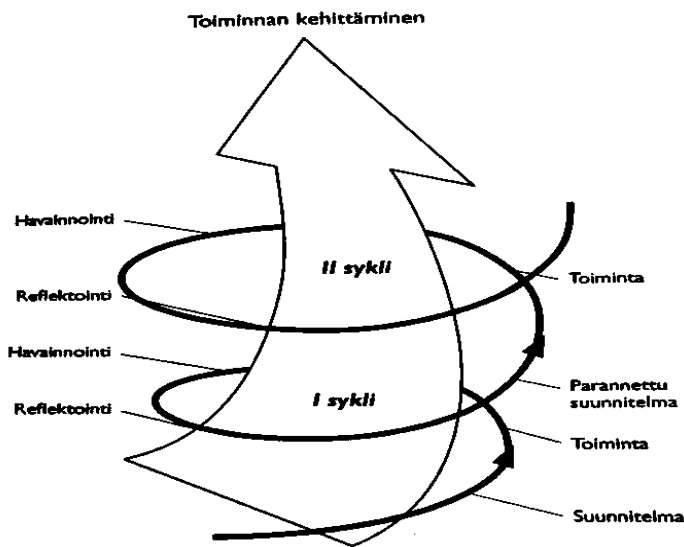 Toiminnan kehittäminen
Havainnointi
II sykli
Toiminta
Reflektointi
Havainnointi
Parannettu
suunnitelma
I sykli
Reflektointi
Toiminta
Suunnitelma